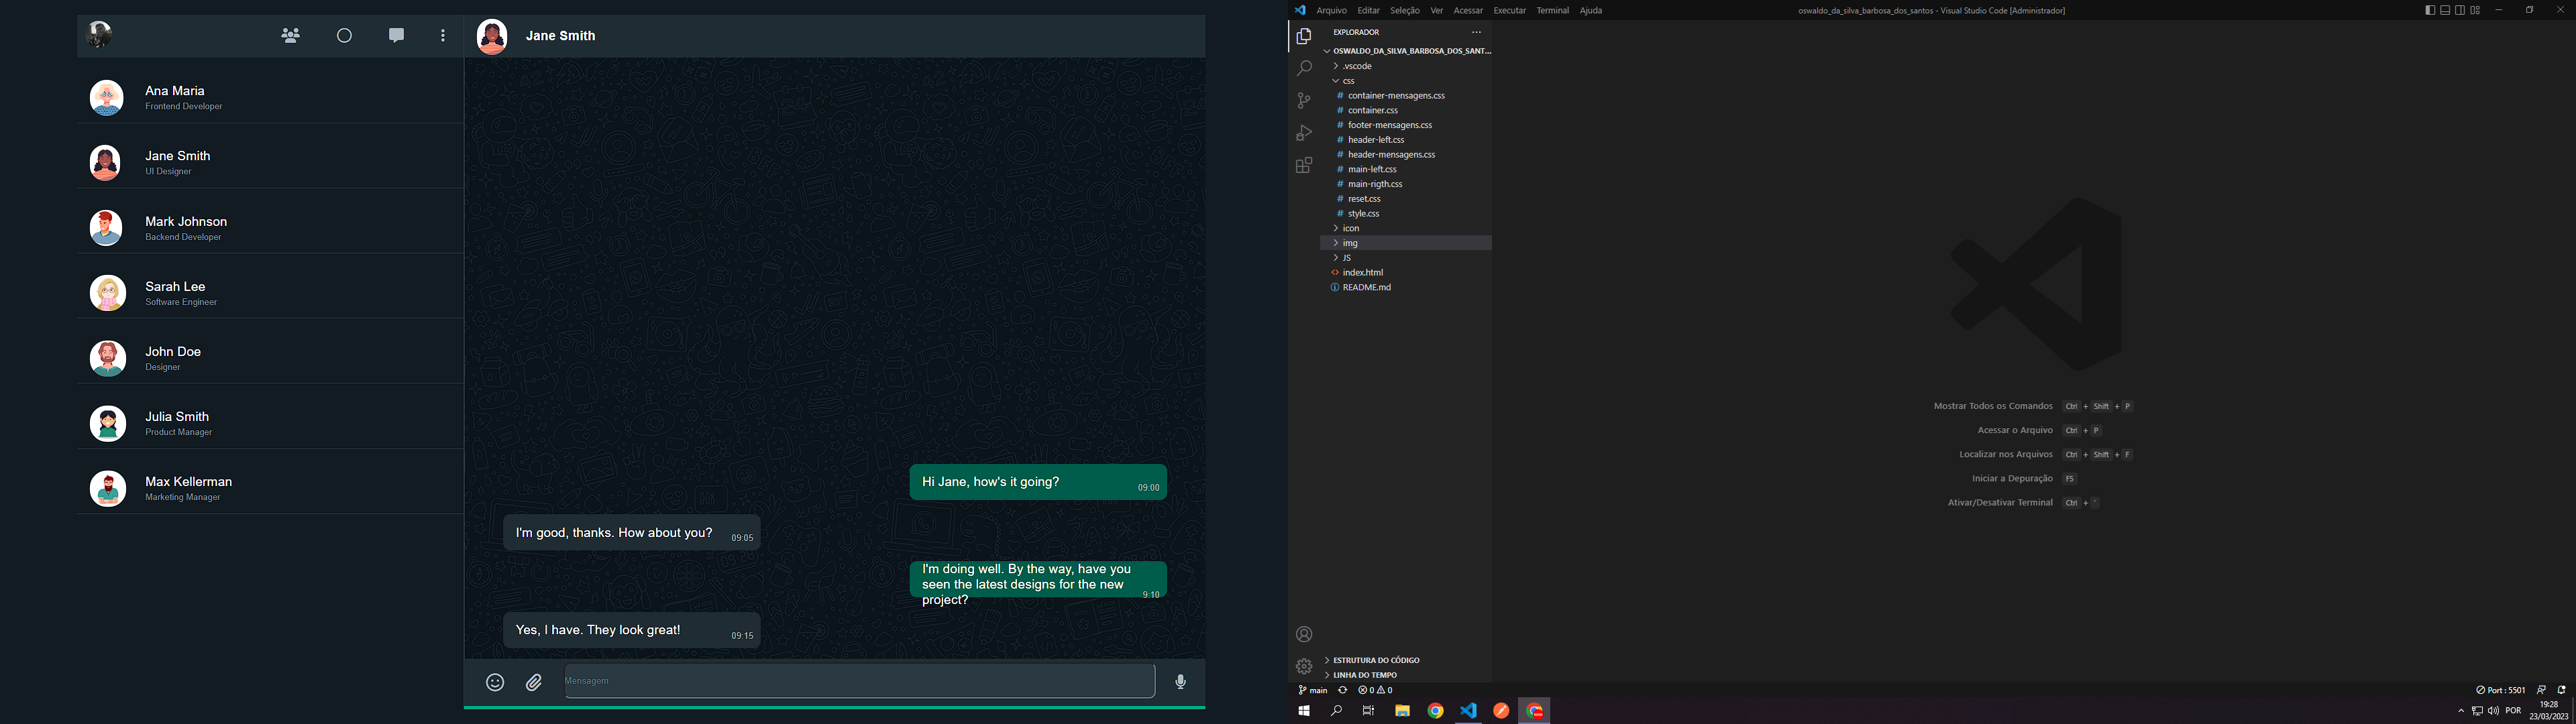 Jane Smith
Ana Maria
Frontend Developer
Jane Smith
UI Designer
Mark Johnson
Backend Developer
Sarah Lee
Software Engineer
John Doe
Designer
Julia Smith
Product Manager
Max Kellerman
Marketing Manager
Hi Jane, how's it going?
09:00
I'm good, thanks. How about you?
09:05
I'm doing well. By the way, have you
seen the latest designs for the new
project?
9:10
Yes, I have. They look great!
09:15
Mensagem
Arquivo Editar Seleção Ver Acessar Executar Terminal Ajuda
oswaldo_da_silva_barbosa_dos_santos - Visual Studio Code [Administrador]
EXPLORADOR
OSWALDO_DA_SILVA_BARBOSA_DOS_SANT...
.vscode
css
# container-mensagens.css
# container.css
# footer-mensagens.css
# header-left.css
# header-mensagens.css
# main-left.css
# main-rigth.css
# reset.css
# style.css
icon
img
JS
index.html
README.md
Mostrar Todos os Comandos Ctrl + Shift + P
Acessar o Arquivo Ctrl + P
Localizar nos Arquivos Ctrl + Shift + F
Iniciar a Depuração F5
Ativar/Desativar Terminal Ctrl + `
ESTRUTURA DO CÓDIGO
LINHA DO TEMPO
main 0 0
Port : 5501
POR
19:28
23/03/2023